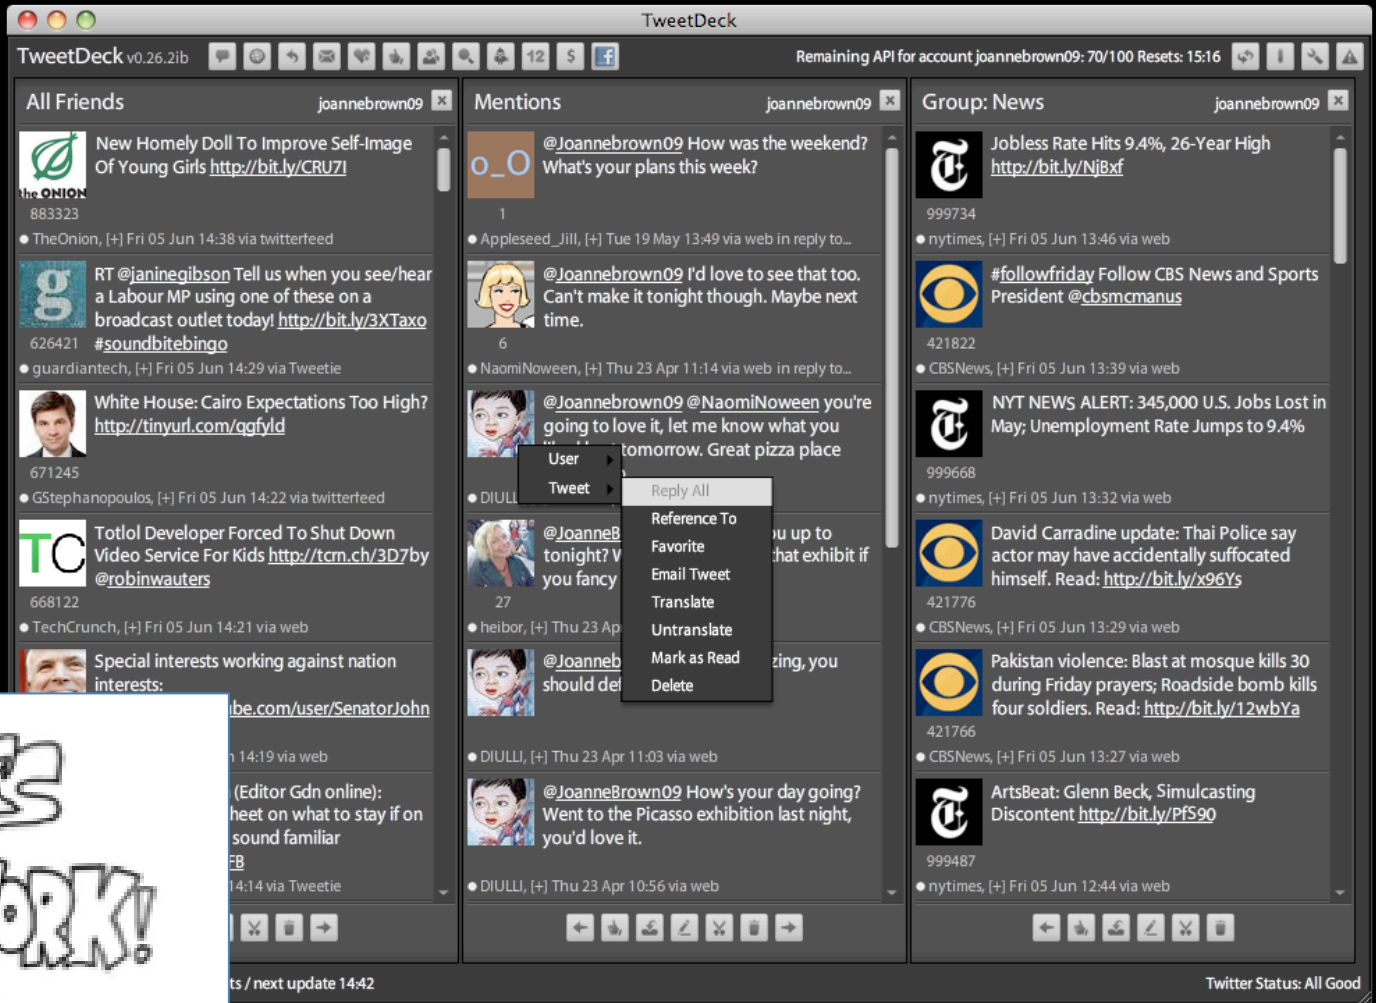 TweetDeck
TweetDeck v0.26.2ib
12
$
f
Remaining API for account joannebrown09: 70/100 Resets: 15:16
All Friends
joannebrown09
the ONION
New Homely Doll To Improve Self-Image
Of Young Girls http://bit.ly/CRU7I
883323
TheOnion, [+] Fri 05 Jun 14:38 via twitterfeed
g
RT @janinegibson Tell us when you see/hear
a Labour MP using one of these on a
broadcast outlet today! http://bit.ly/3XTaxo
#soundbitebingo
626421
guardiantech, [+] Fri 05 Jun 14:29 via Tweetie
White House: Cairo Expectations Too High?
http://tinyurl.com/qgfyld
671245
GStephanopoulos, [+] Fri 05 Jun 14:22 via twitterfeed
TC
Totlol Developer Forced To Shut Down
Video Service For Kids http://tcrn.ch/3D7by
@robinwauters
668122
TechCrunch, [+] Fri 05 Jun 14:21 via web
Special interests working against nation
interests:
be.com/user/SenatorJohn
14:19 via web
(Editor Gdn online):
heet on what to stay if on
sound familiar
FB
14:14 via Tweetie
ts / next update 14:42
Mentions
joannebrown09
o_O
@Joannebrown09 How was the weekend?
What's your plans this week?
1
Appleseed_Jill, [+] Tue 19 May 13:49 via web in reply to...
@Joannebrown09 I'd love to see that too.
Can't make it tonight though. Maybe next
time.
6
NaomiNoween, [+] Thu 23 Apr 11:14 via web in reply to...
@Joannebrown09 @NaomiNoween you're
going to love it, let me know what you
tomorrow. Great pizza place
DIULL
User
Tweet
Reply All
Reference To
Favorite
Email Tweet
Translate
Untranslate
Mark as Read
Delete
@JoanneB u up to
tonight? W that exhibit if
you fancy
27
heibor, [+] Thu 23 Ap
@Joanneb zing, you
should def
DIULLI, [+] Thu 23 Apr 11:03 via web
@JoanneBrown09 How's your day going?
Went to the Picasso exhibition last night,
you'd love it.
DIULLI, [+] Thu 23 Apr 10:56 via web
Group: News
joannebrown09
Jobless Rate Hits 9.4%, 26-Year High
http://bit.ly/NjBxf
999734
nytimes, [+] Fri 05 Jun 13:46 via web
#followfriday Follow CBS News and Sports
President @cbsmcmanus
421822
CBSNews, [+] Fri 05 Jun 13:39 via web
NYT NEWS ALERT: 345,000 U.S. Jobs Lost in
May; Unemployment Rate Jumps to 9.4%
999668
nytimes, [+] Fri 05 Jun 13:32 via web
David Carradine update: Thai Police say
actor may have accidentally suffocated
himself. Read: http://bit.ly/x96Ys
421776
CBSNews, [+] Fri 05 Jun 13:29 via web
Pakistan violence: Blast at mosque kills 30
during Friday prayers; Roadside bomb kills
four soldiers. Read: http://bit.ly/12wbYa
421766
CBSNews, [+] Fri 05 Jun 13:27 via web
ArtsBeat: Glenn Beck, Simulcasting
Discontent http://bit.ly/PfS90
999487
nytimes, [+] Fri 05 Jun 12:44 via web
Twitter Status: All Good